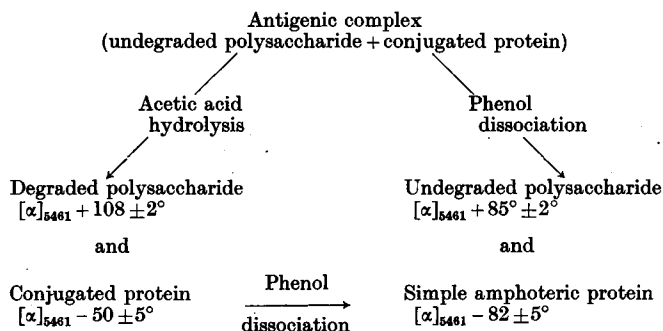 Antigenic complex
(undegraded polysaccharide + conjugated protein)
Acetic acid
hydrolysis
Phenol
dissociation
Degraded polysaccharide
[α]₅₄₆₁ + 108 ± 2°
and
Conjugated protein
[α]₅₄₆₁ − 50 ± 5°
Phenol
dissociation
Undegraded polysaccharide
[α]₅₄₆₁ + 85° ± 2°
and
Simple amphoteric protein
[α]₅₄₆₁ − 82 ± 5°